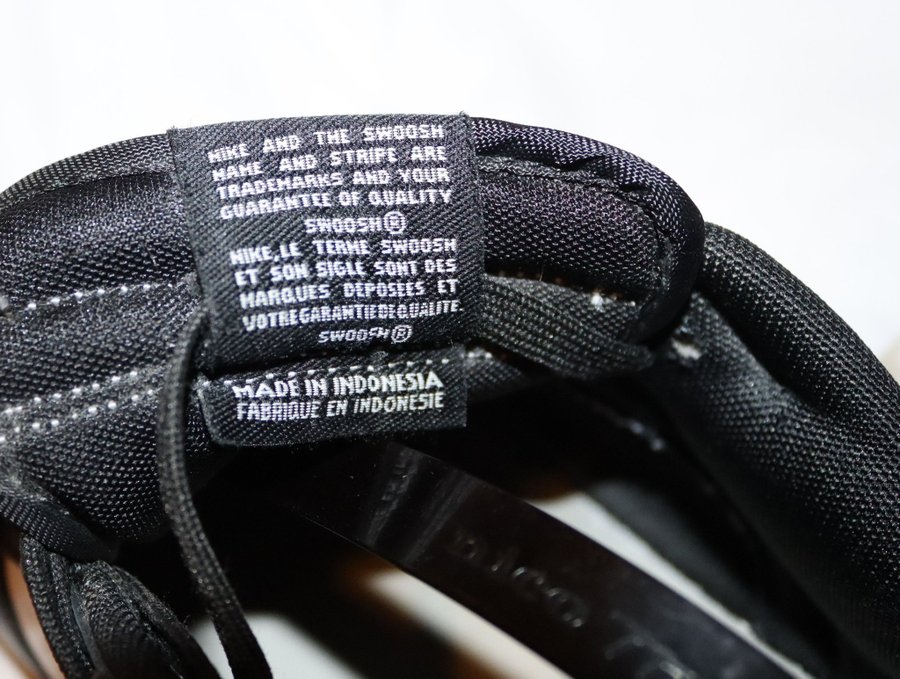 NIKE AND THE SWOOSH
NAME AND STRIPE ARE
TRADEMARKS AND YOUR
GUARANTEE OF QUALITY
SWOOSH®
NIKE,LE TERME SWOOSH
ET SON SIGLE SONT DES
MARQUES DEPOSEES ET
VOTREGARANTIEDEQUALITE
SWOOSH®
MADE IN INDONESIA
FABRIQUE EN INDONESIE